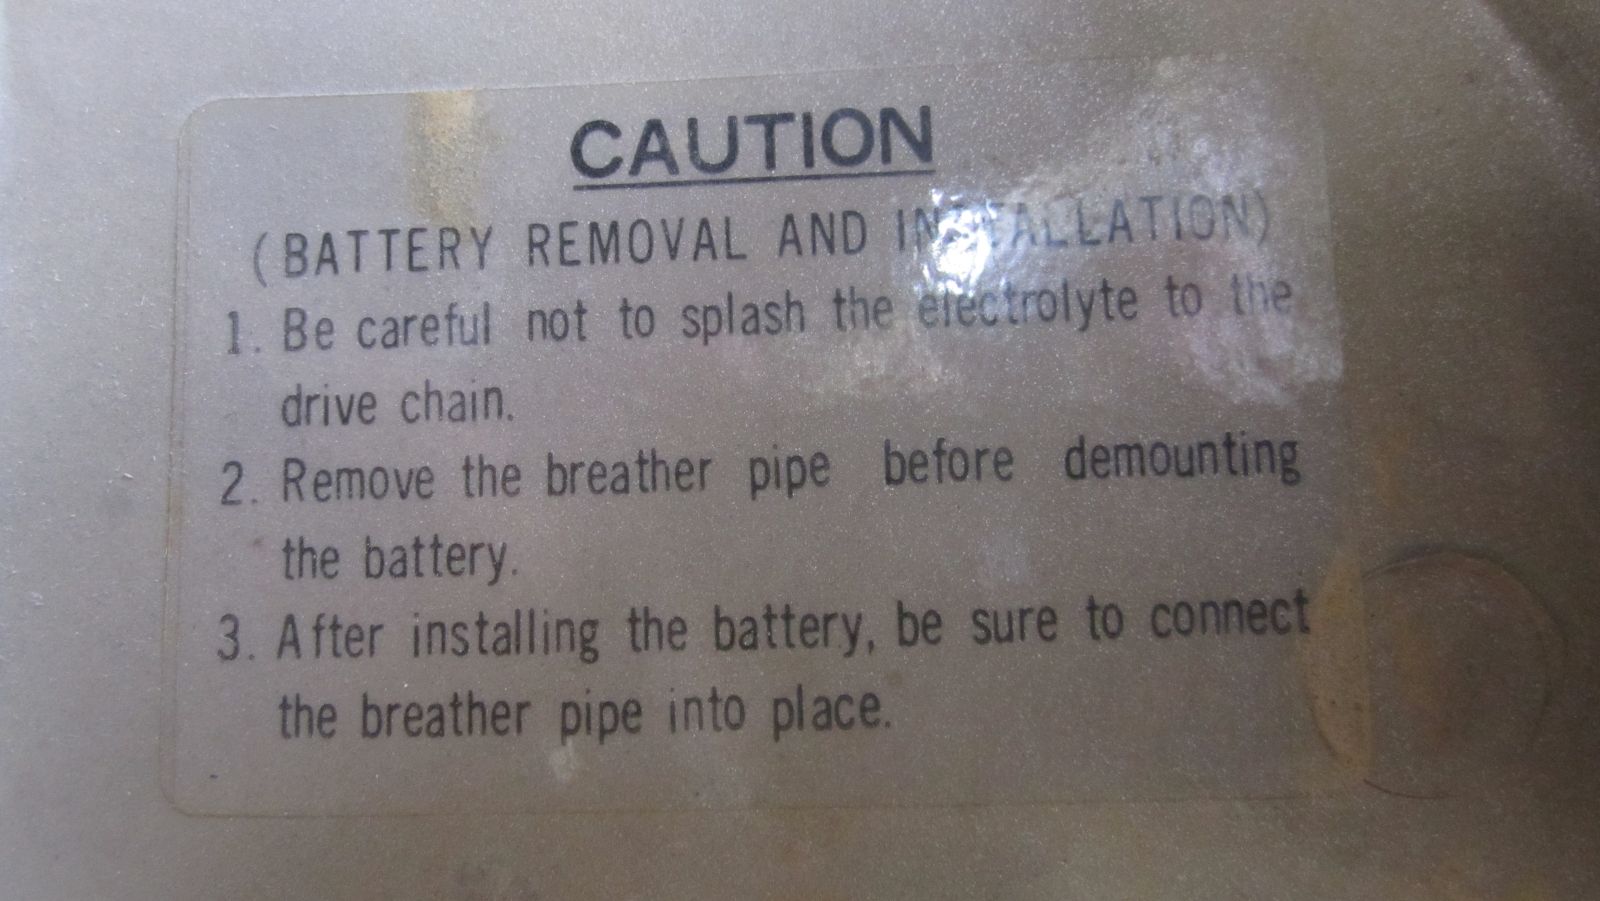 CAUTION
(BATTERY REMOVAL AND INSTALLATION)
1. Be careful not to splash the electrolyte to the
drive chain.
2. Remove the breather pipe before demounting
the battery.
3. After installing the battery, be sure to connect
the breather pipe into place.